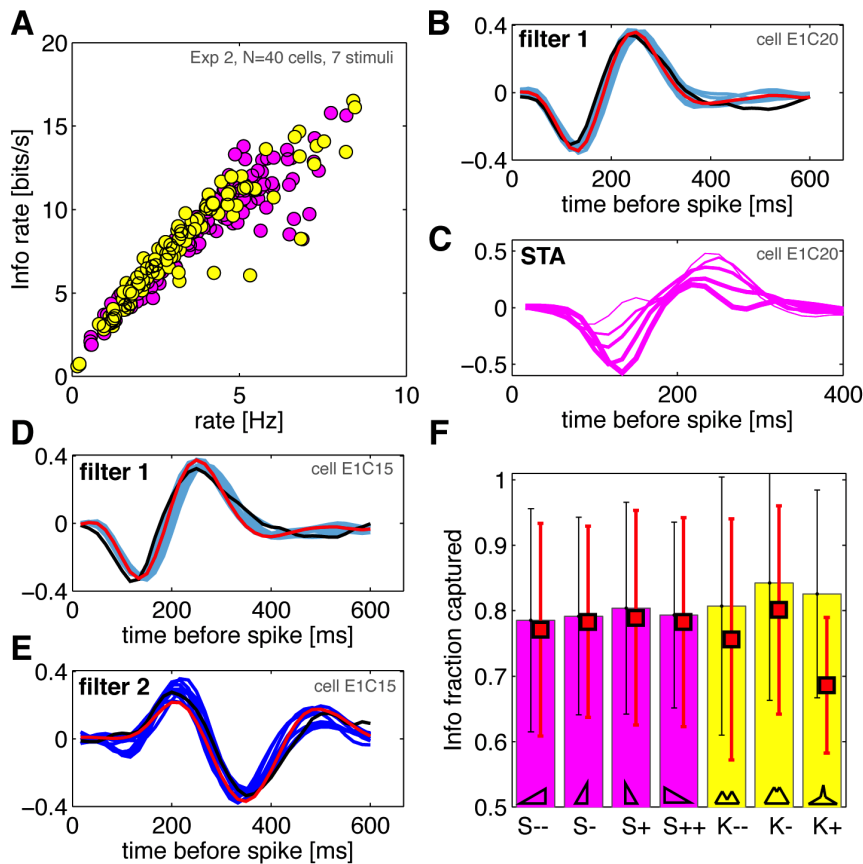 A
Exp 2, N=40 cells, 7 stimuli
20
15
10
5
0
Info rate [bits/s]
0 5 10
rate [Hz]
B
filter 1
cell E1C20
0.4
0
−0.4
0 200 400 600
time before spike [ms]
C
STA
cell E1C20
0.5
0
−0.5
0 200 400
time before spike [ms]
D
filter 1
cell E1C15
0.4
0
−0.4
0 200 400 600
time before spike [ms]
E
filter 2
cell E1C15
0.4
0
−0.4
0 200 400 600
time before spike [ms]
F
1
0.9
0.8
0.7
0.6
0.5
Info fraction captured
S-- S- S+ S++ K-- K- K+